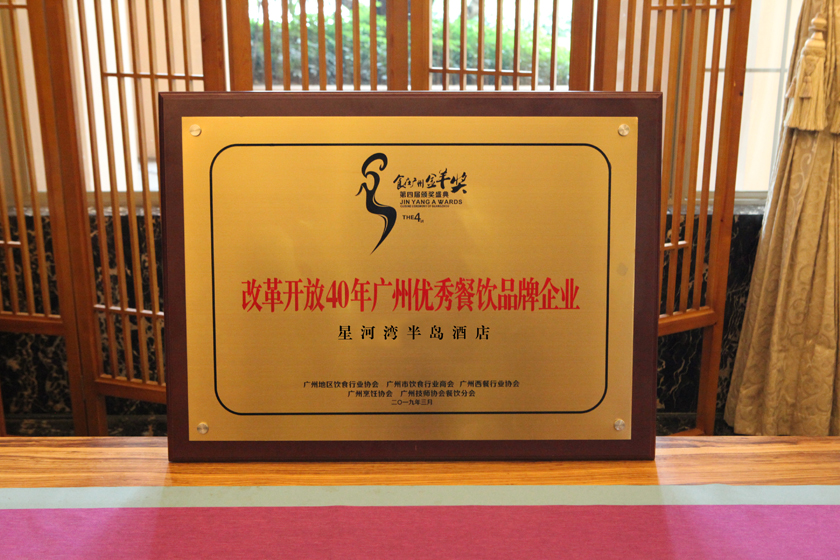 食在广州金羊奖
第四届颁奖盛典
JIN YANG A WARDS
THE4th
改革开放40年广州优秀餐饮品牌企业
星河湾半岛酒店
广州地区饮食行业协会 广州市饮食行业商会 广州西餐行业协会
广州烹饪协会 广州技师协会餐饮分会
二〇一九年三月